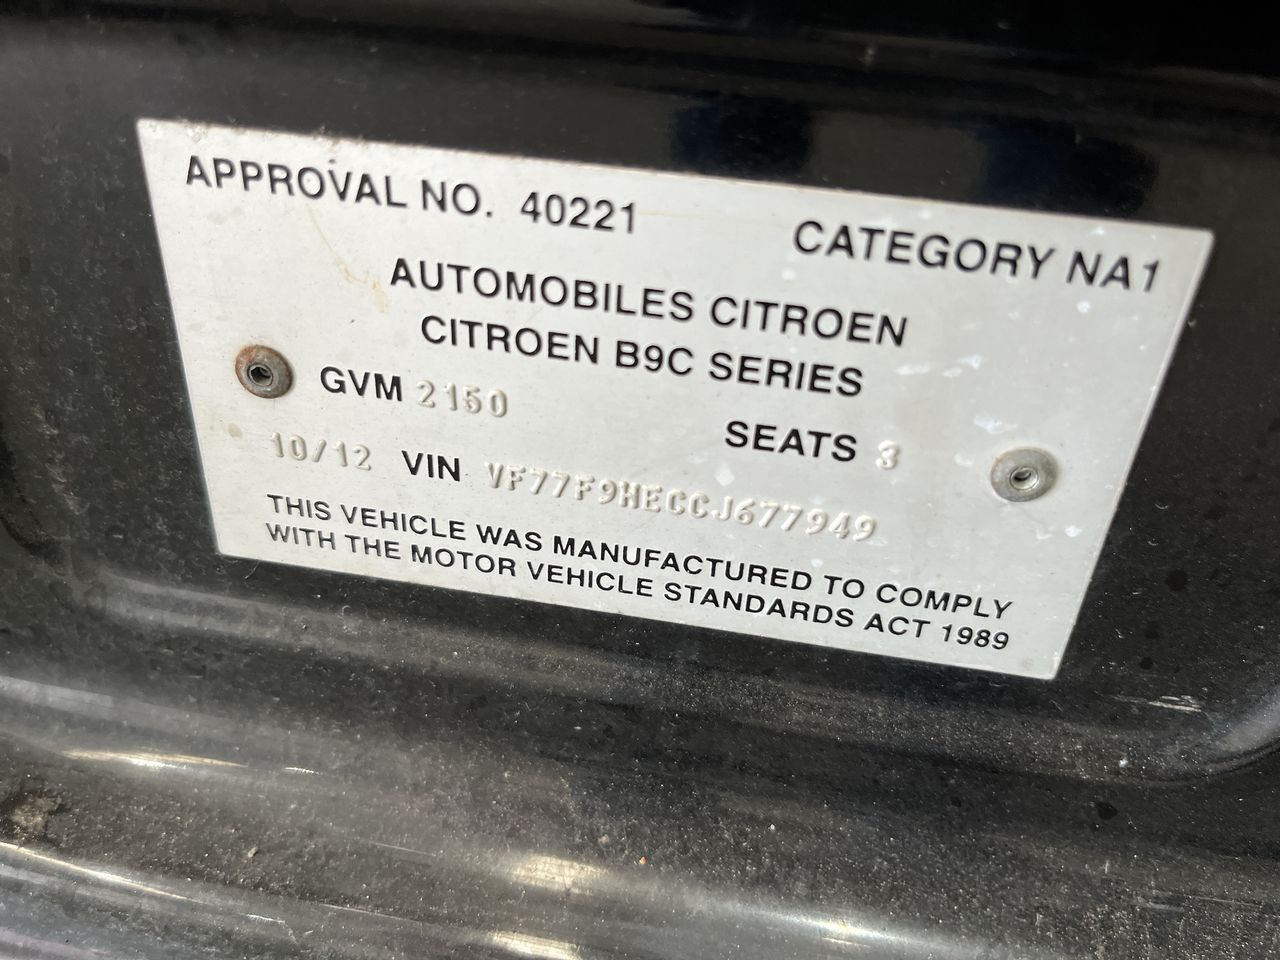 APPROVAL NO. 40221 CATEGORY NA1
AUTOMOBILES CITROEN
CITROEN B9C SERIES
GVM 2150 SEATS 3
10/12 VIN VF77F9HECCJ677949
THIS VEHICLE WAS MANUFACTURED TO COMPLY
WITH THE MOTOR VEHICLE STANDARDS ACT 1989